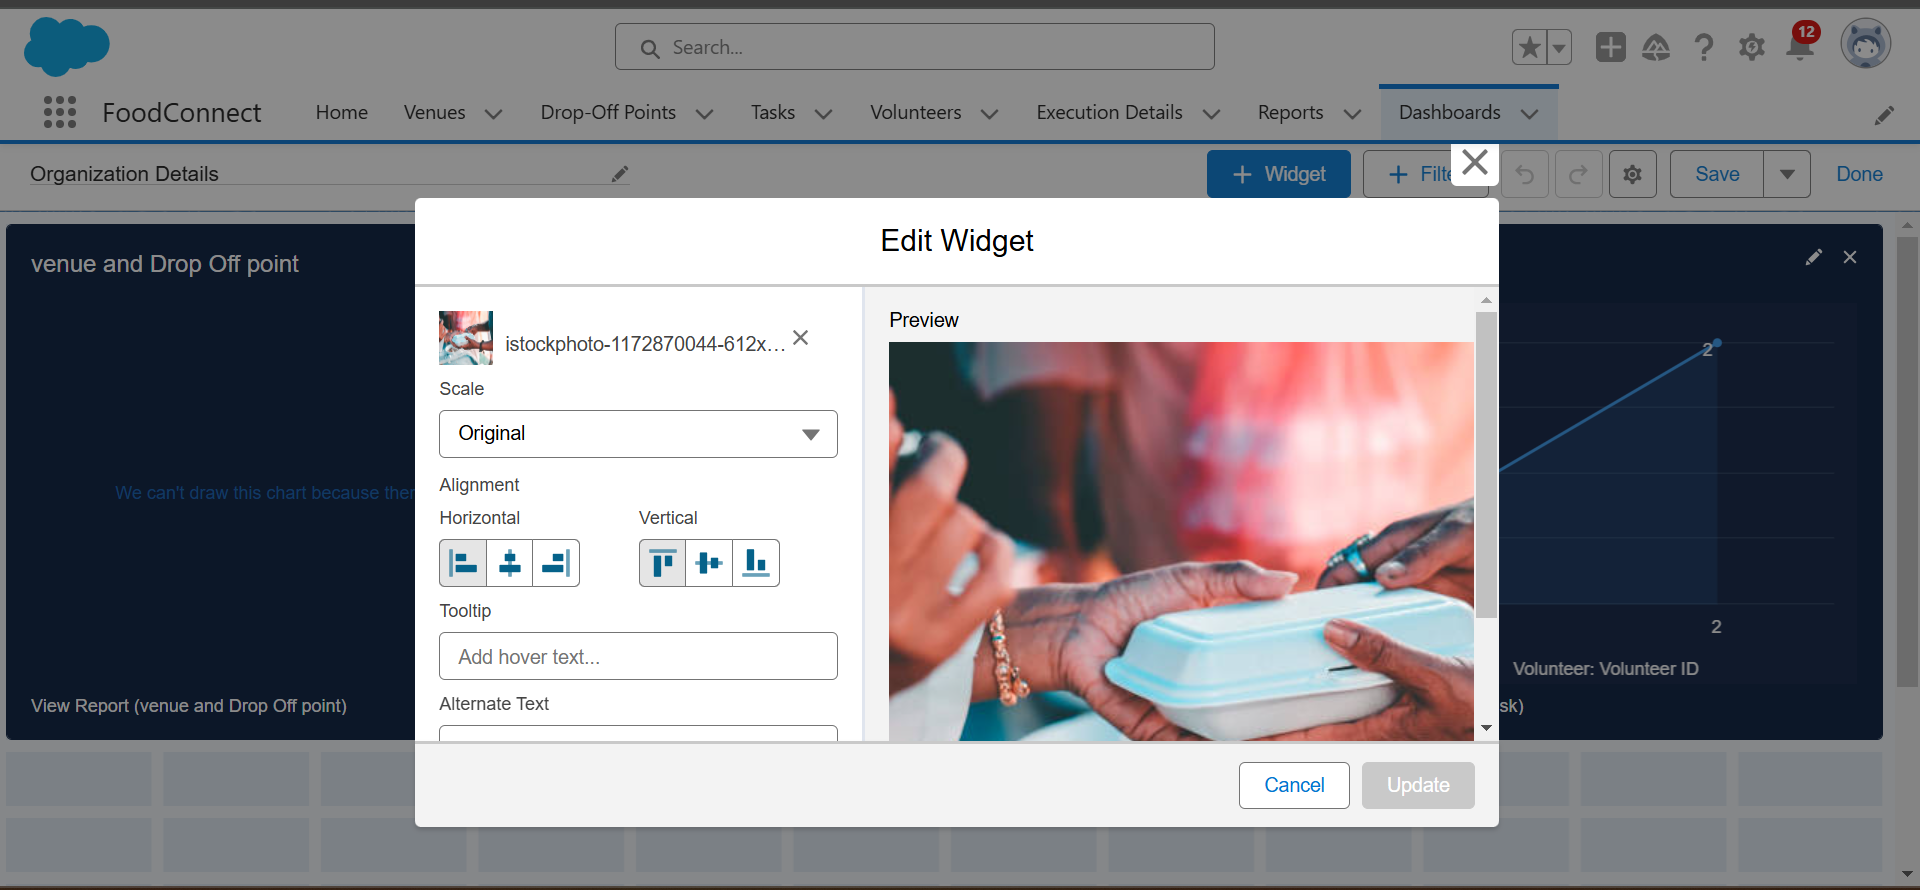 Search...
12
FoodConnect
Home
Venues
Drop-Off Points
Tasks
Volunteers
Execution Details
Reports
Dashboards
Organization Details
+ Widget
+ Filte
Save
Done
venue and Drop Off point
We can't draw this chart because ther
View Report (venue and Drop Off point)
Edit Widget
istockphoto-1172870044-612x...
Scale
Original
Alignment
Horizontal
Vertical
Tooltip
Add hover text...
Alternate Text
Preview
Cancel
Update
2
2
Volunteer: Volunteer ID
sk)